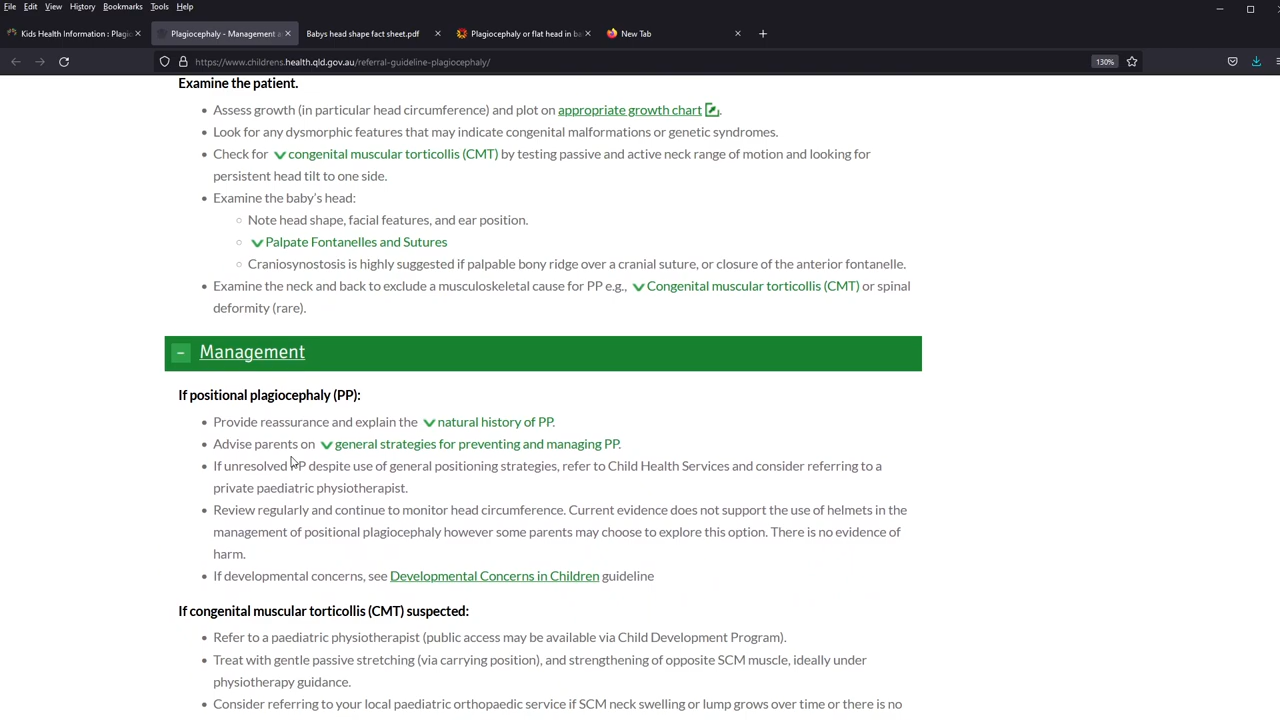 File Edit View History Bookmarks Tools Help
Kids Health Information : Plagi
Plagiocephaly - Management a
Babys head shape fact sheet.pdf
Plagiocephaly or flat head in ba
New Tab
https://www.childrens.health.qld.gov.au/referral-guideline-plagiocephaly/
130%
Examine the patient.
Assess growth (in particular head circumference) and plot on appropriate growth chart.
Look for any dysmorphic features that may indicate congenital malformations or genetic syndromes.
Check for congenital muscular torticollis (CMT) by testing passive and active neck range of motion and looking for
persistent head tilt to one side.
Examine the baby's head:
Note head shape, facial features, and ear position.
Palpate Fontanelles and Sutures
Craniosynostosis is highly suggested if palpable bony ridge over a cranial suture, or closure of the anterior fontanelle.
Examine the neck and back to exclude a musculoskeletal cause for PP e.g., Congenital muscular torticollis (CMT) or spinal
deformity (rare).
Management
If positional plagiocephaly (PP):
Provide reassurance and explain the natural history of PP.
Advise parents on general strategies for preventing and managing PP.
If unresolved PP despite use of general positioning strategies, refer to Child Health Services and consider referring to a
private paediatric physiotherapist.
Review regularly and continue to monitor head circumference. Current evidence does not support the use of helmets in the
management of positional plagiocephaly however some parents may choose to explore this option. There is no evidence of
harm.
If developmental concerns, see Developmental Concerns in Children guideline
If congenital muscular torticollis (CMT) suspected:
Refer to a paediatric physiotherapist (public access may be available via Child Development Program).
Treat with gentle passive stretching (via carrying position), and strengthening of opposite SCM muscle, ideally under
physiotherapy guidance.
Consider referring to your local paediatric orthopaedic service if SCM neck swelling or lump grows over time or there is no